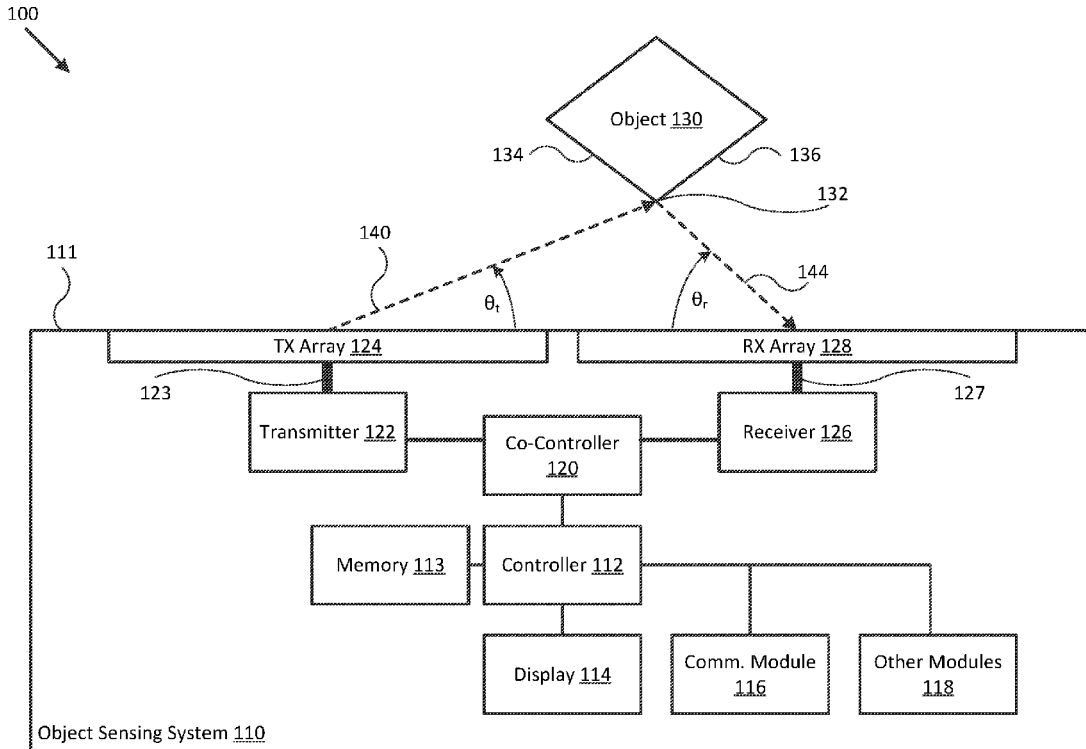 100
Object 130
134
136
132
140
111
144
θt
θr
TX Array 124
RX Array 128
123
127
Transmitter 122
Receiver 126
Co-Controller
120
Memory 113
Controller 112
Display 114
Comm. Module
116
Other Modules
118
Object Sensing System 110